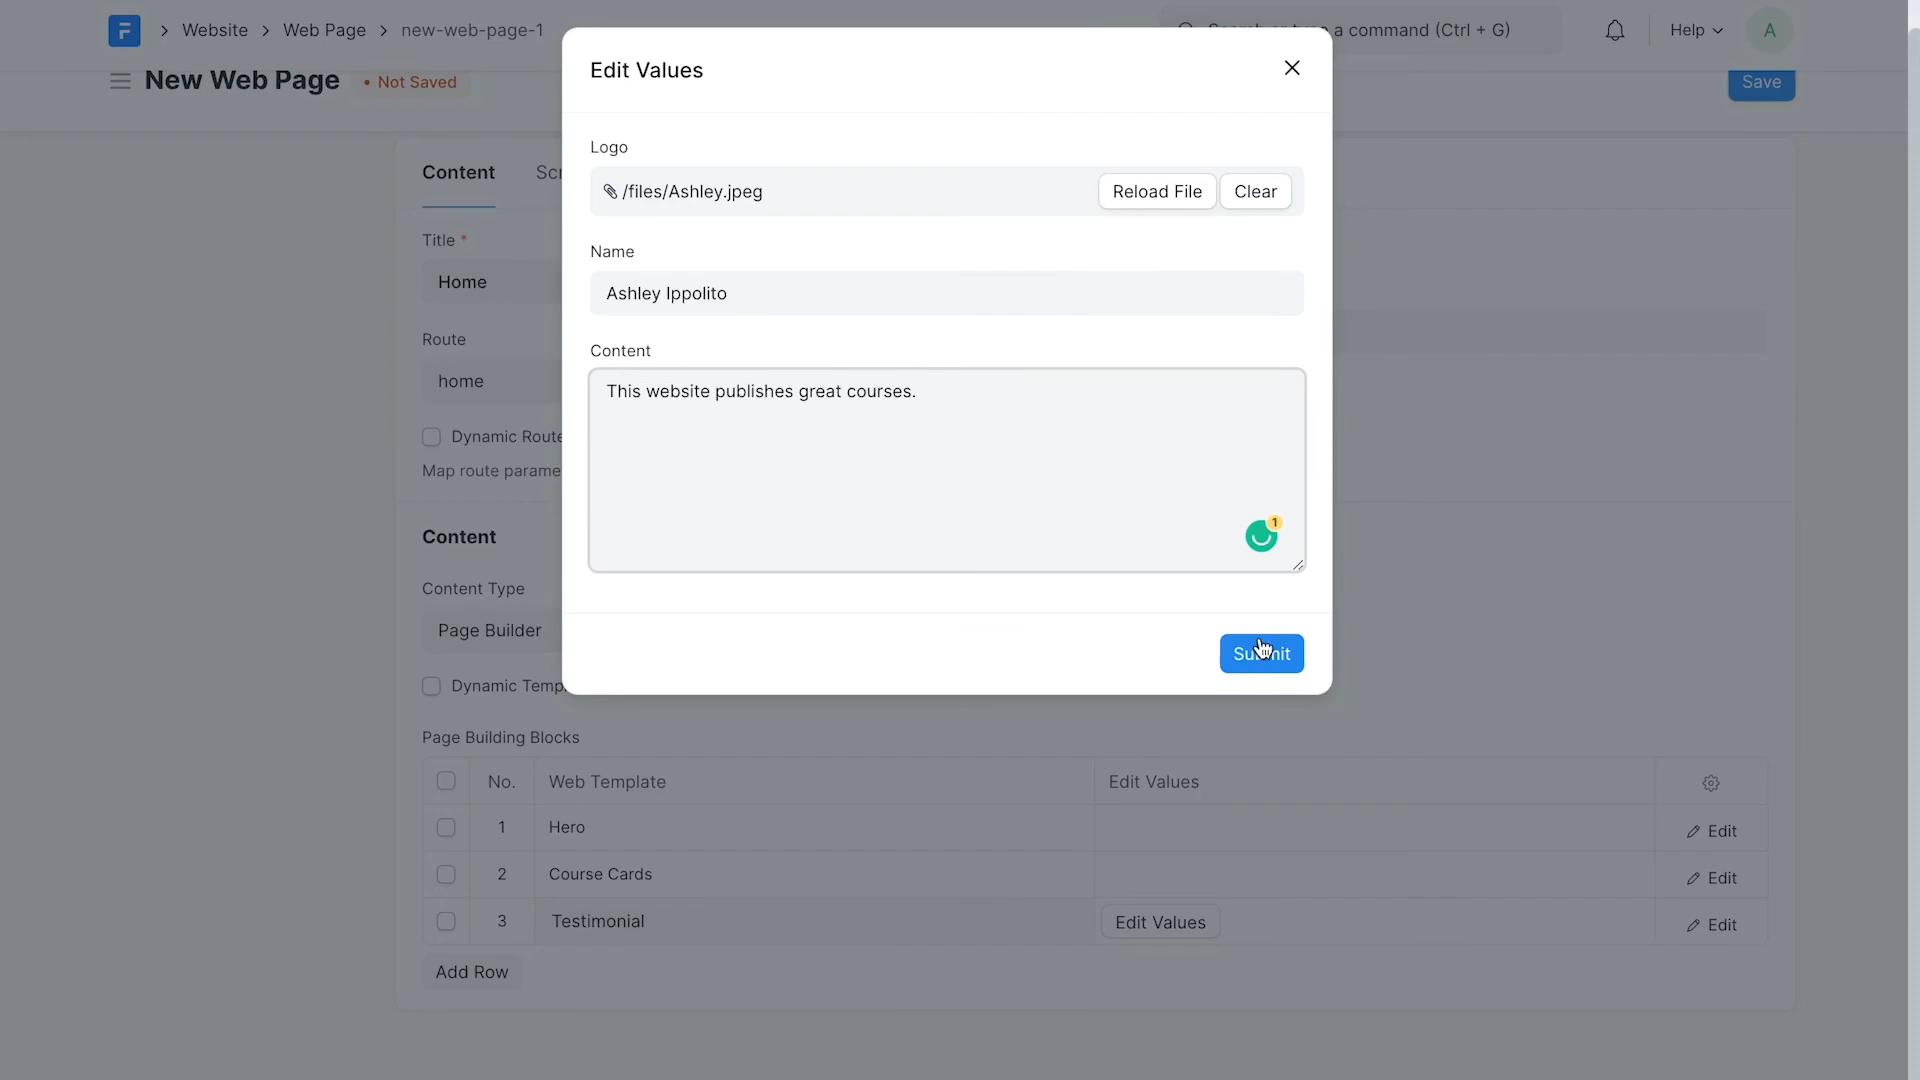 F
Website
Web Page
new-web-page-1
a command (Ctrl + G)
Help
A
New Web Page
• Not Saved
Save
Edit Values
Logo
/files/Ashley.jpeg
Reload File
Clear
Name
Ashley Ippolito
Content
This website publishes great courses.
1
Submit
Content
Title *
Home
Route
home
Dynamic Route
Map route
Content
Content Type
Page Builder
Dynamic
Page Building Blocks
No.
Web Template
Edit Values
1
Hero
Edit
2
Course Cards
Edit
3
Testimonial
Edit Values
Edit
Add Row